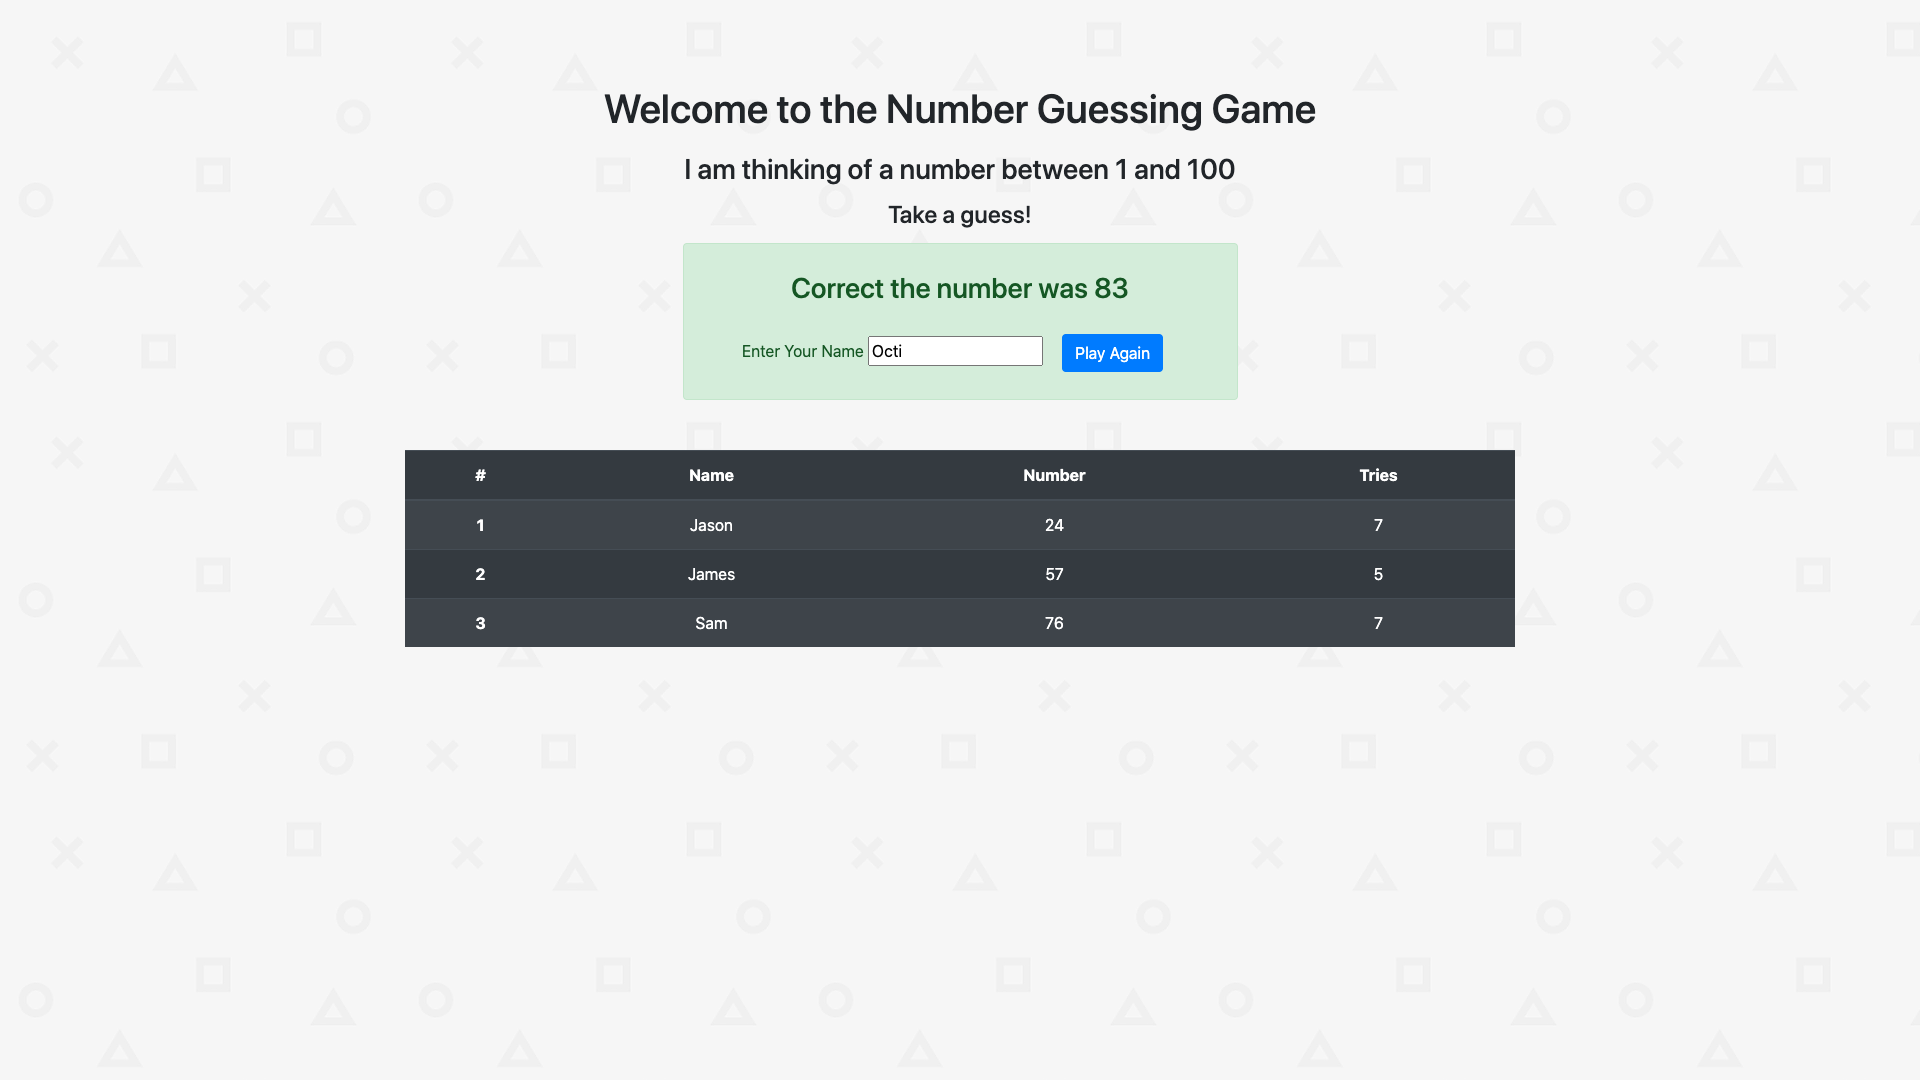 Welcome to the Number Guessing Game
I am thinking of a number between 1 and 100
Take a guess!
Correct the number was 83
Enter Your Name Octi Play Again
# Name Number Tries
1 Jason 24 7
2 James 57 5
3 Sam 76 7